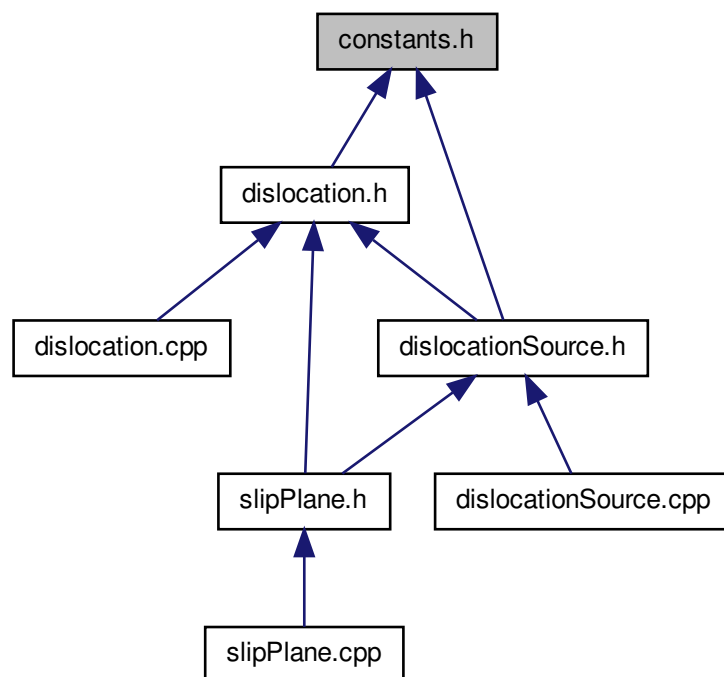 constants.h
dislocation.h
dislocation.cpp
dislocationSource.h
slipPlane.h
dislocationSource.cpp
slipPlane.cpp